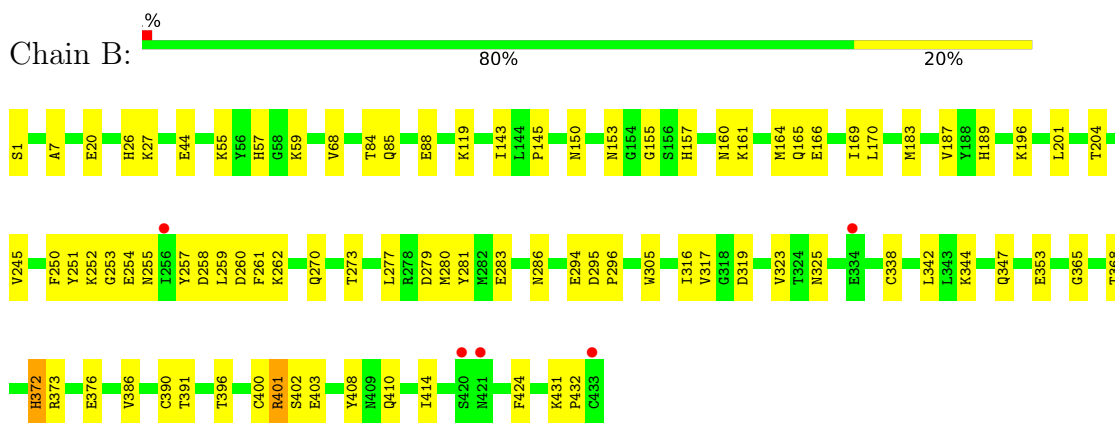 .%
Chain B:
80% 20%
S1 A7 E20 H26 K27 E44 K55 Y56 H57 G58 K59 V68 T84 Q85 E88 K119 I143 L144 P145 N150 N153 G154 G155 S156 H157 N160 K161 M164 Q165 E166 I169 L170 M183 V187 Y188 H189 K196 L201 T204
V245 F250 Y251 K252 G253 E254 N255 I256 Y257 D258 L259 D260 F261 K262 Q270 T273 L277 R278 D279 M280 Y281 M282 E283 N286 E294 D295 P296 W305 I316 V317 G318 D319 V323 T324 N325 E334 C338 L342 L343 K344 Q347 E353 G365 T368
H372 R373 E376 V386 C390 T391 T396 C400 R401 S402 E403 Y408 N409 Q410 I414 S420 N421 F424 K431 P432 C433